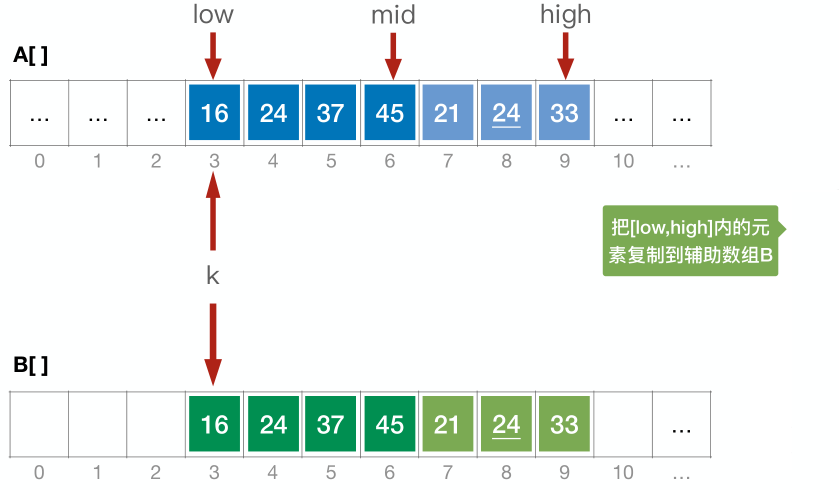 low mid high
A[ ]
... ... ... 16 24 37 45 21 24 33 ... ...
0 1 2 3 4 5 6 7 8 9 10 ...
把[low,high]内的元
素复制到辅助数组B
k
B[ ]
16 24 37 45 21 24 33 ...
0 1 2 3 4 5 6 7 8 9 10 ...